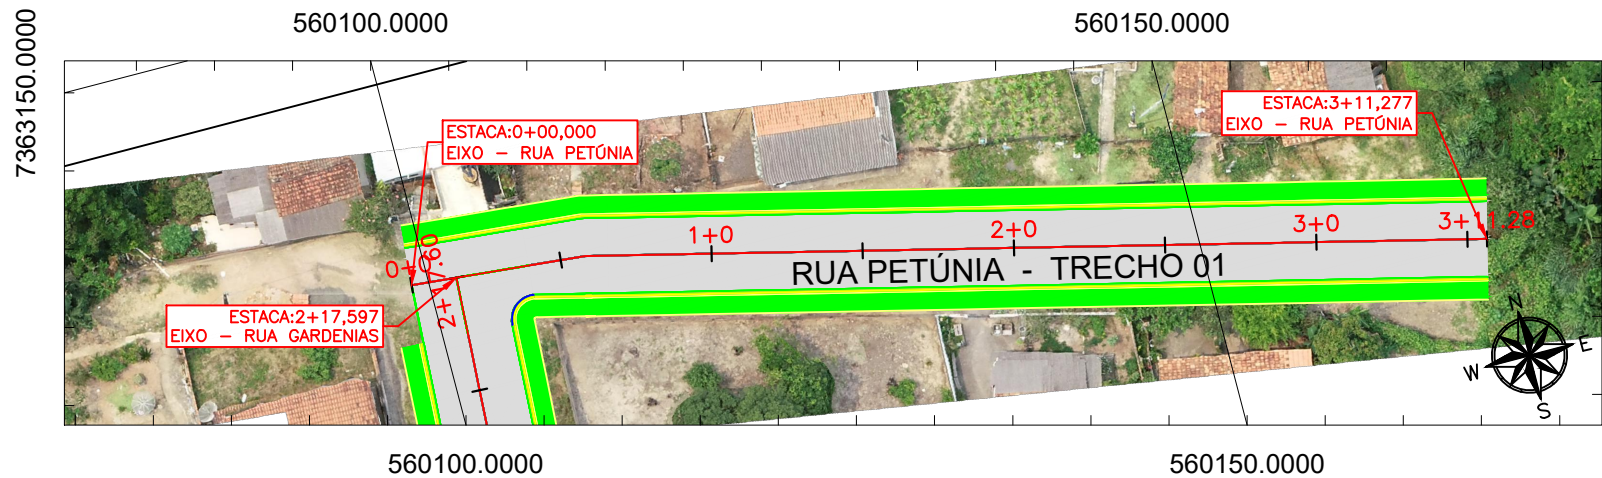 560100.0000
560150.0000
7363150.0000
ESTACA:0+00,000
EIXO – RUA PETÚNIA
ESTACA:3+11,277
EIXO – RUA PETÚNIA
1+0
2+0
3+0
3+11.28
0+0
2+17.60
RUA PETÚNIA - TRECHO 01
ESTACA:2+17,597
EIXO – RUA GARDENIAS
N
E
W
S
560100.0000
560150.0000